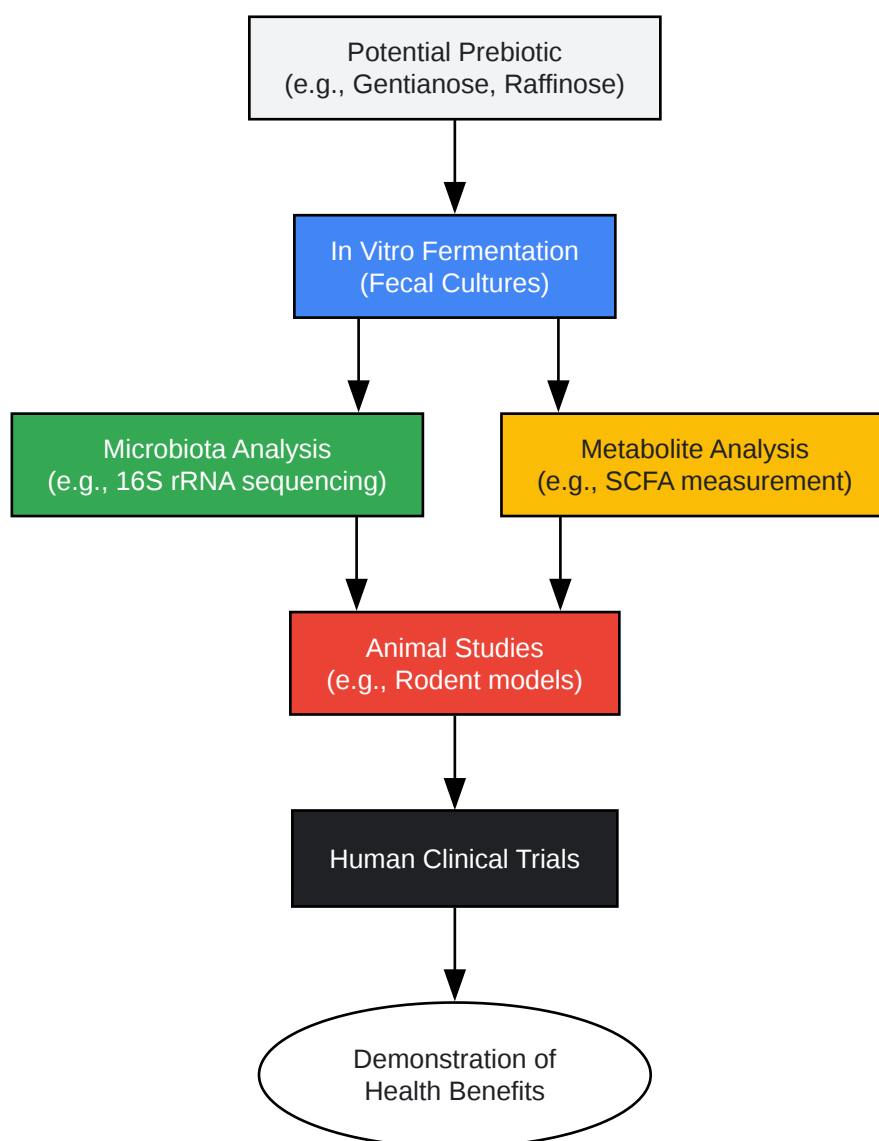 Potential Prebiotic
(e.g., Gentianose, Raffinose)
In Vitro Fermentation
(Fecal Cultures)
Microbiota Analysis
(e.g., 16S rRNA sequencing)
Metabolite Analysis
(e.g., SCFA measurement)
Animal Studies
(e.g., Rodent models)
Human Clinical Trials
Demonstration of
Health Benefits